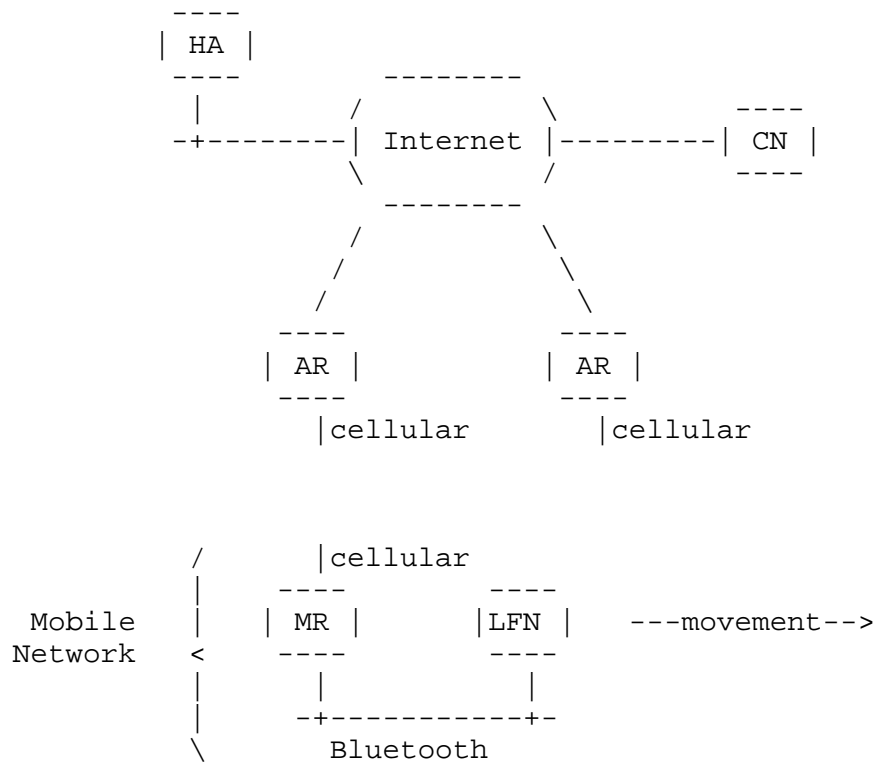 HA
Internet
CN
AR AR
cellular cellular
cellular
MR LFN ---movement-->
Mobile
Network
Bluetooth